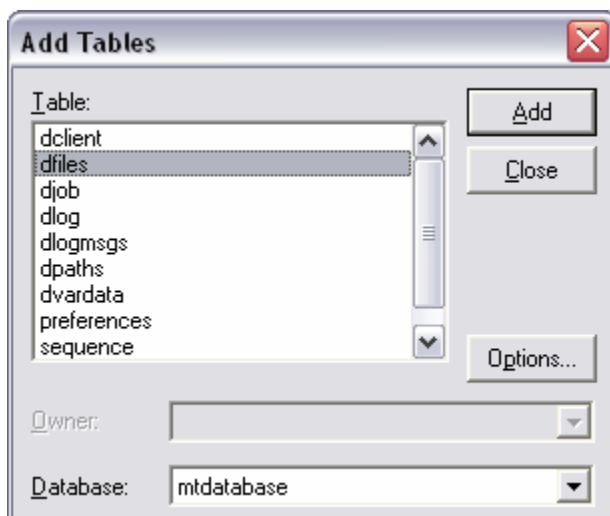 Add Tables
Table:
Add
dclient
dfiles
Close
djob
dlog
dlogmsgs
dpaths
dvardata
preferences
sequence
Options...
Owner:
Database: mtdatabase